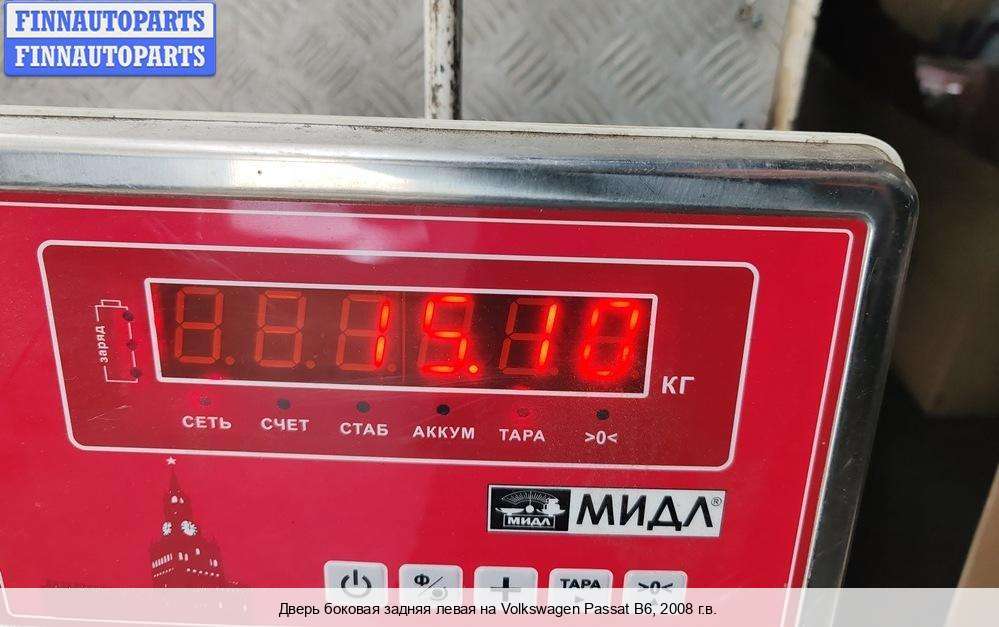 FINNAUTOPARTS
FINNAUTOPARTS
заряд
15.10
КГ
СЕТЬ СЧЕТ СТАБ АККУМ ТАРА >0<
МИДЛ МИДЛ®
Ф ТАРА >0<
Дверь боковая задняя левая на Volkswagen Passat B6, 2008 г.в.